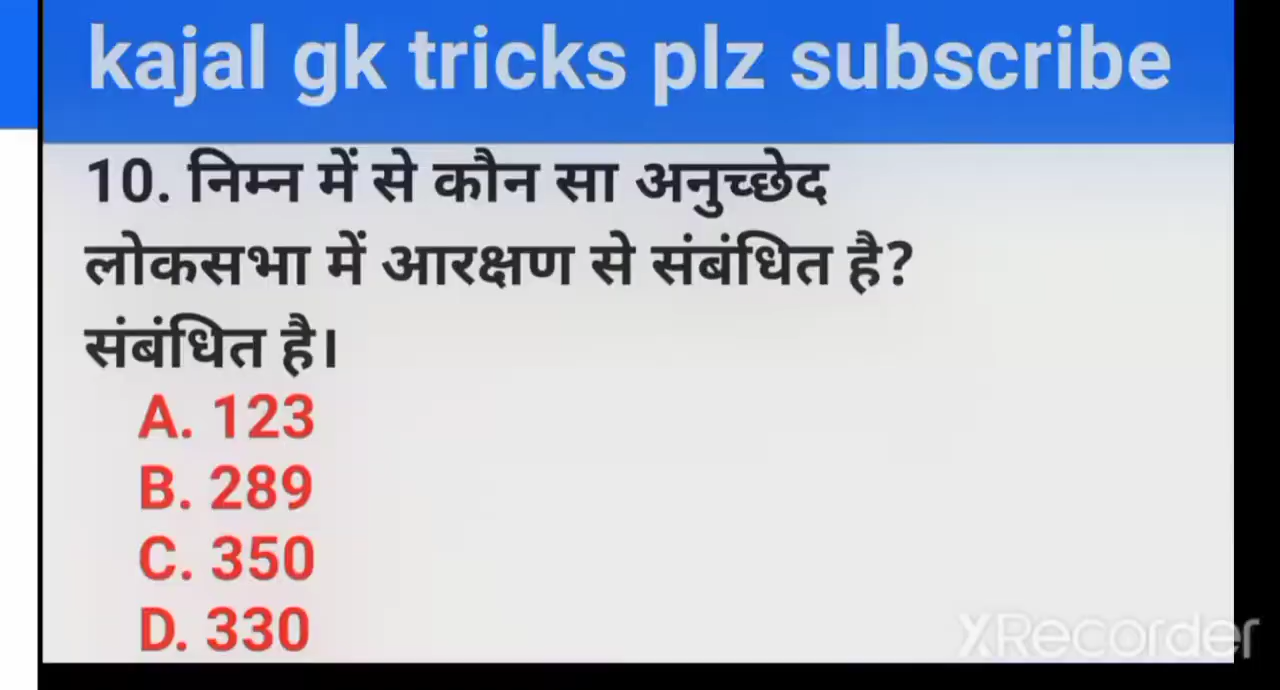 kajal gk tricks plz subscribe
10. निम्न में से कौन सा अनुच्छेद
लोकसभा में आरक्षण से संबंधित है?
संबंधित है।
A. 123
B. 289
C. 350
D. 330
XRecorder